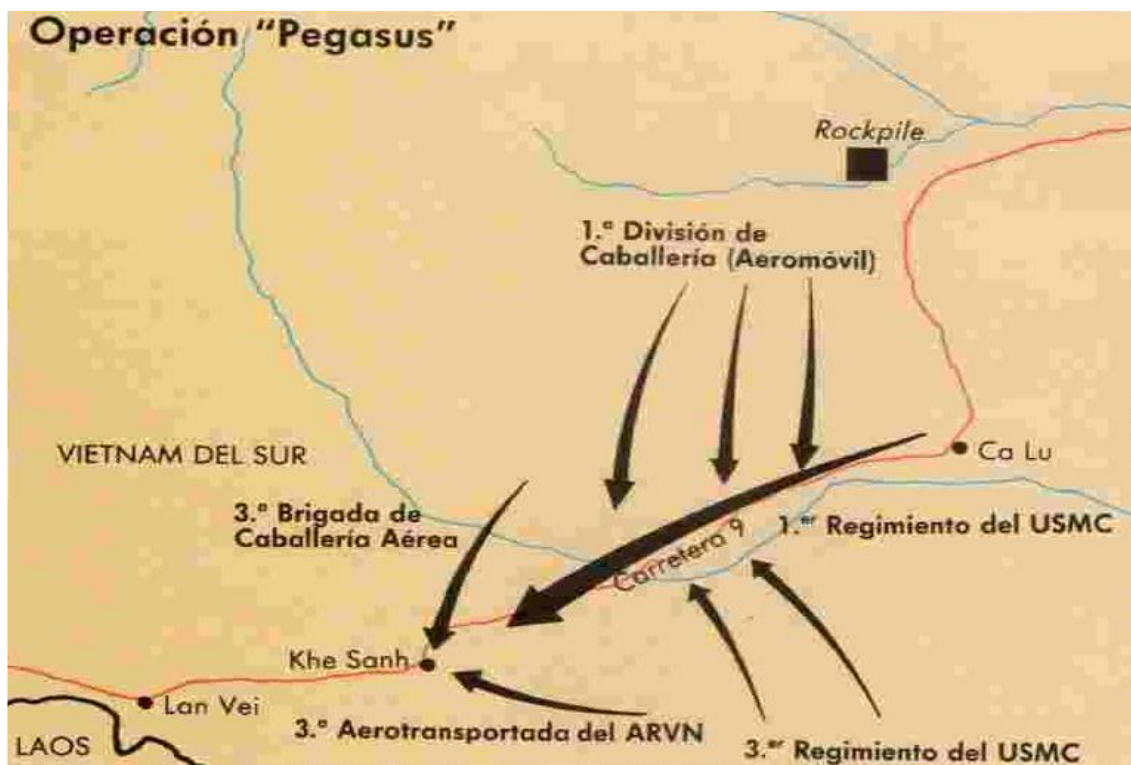 Operación "Pegasus"
Rockpile
1.ª División de
Caballería (Aeromóvil)
Ca Lu
VIETNAM DEL SUR
3.ª Brigada de
Caballería Aérea
Carretera 9
1.er Regimiento del USMC
Khe Sanh
Lan Vei
3.ª Aerotransportada del ARVN
LAOS
3.er Regimiento del USMC